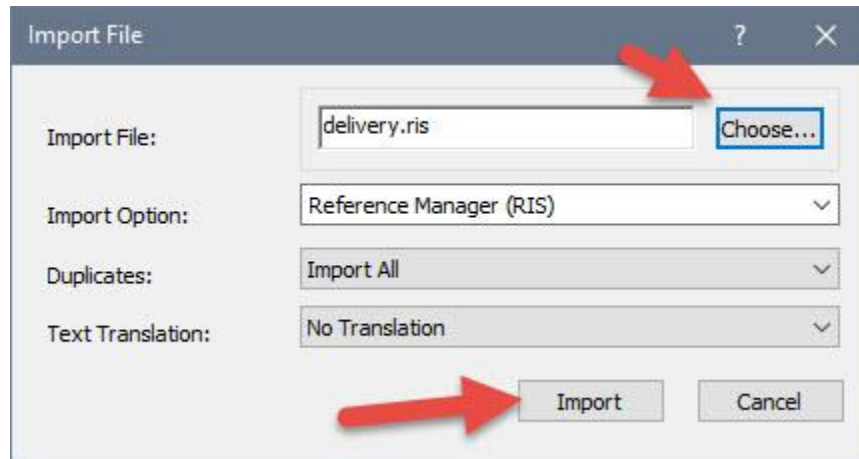 Import File ? X
Import File: delivery.ris Choose...
Import Option: Reference Manager (RIS)
Duplicates: Import All
Text Translation: No Translation
Import Cancel